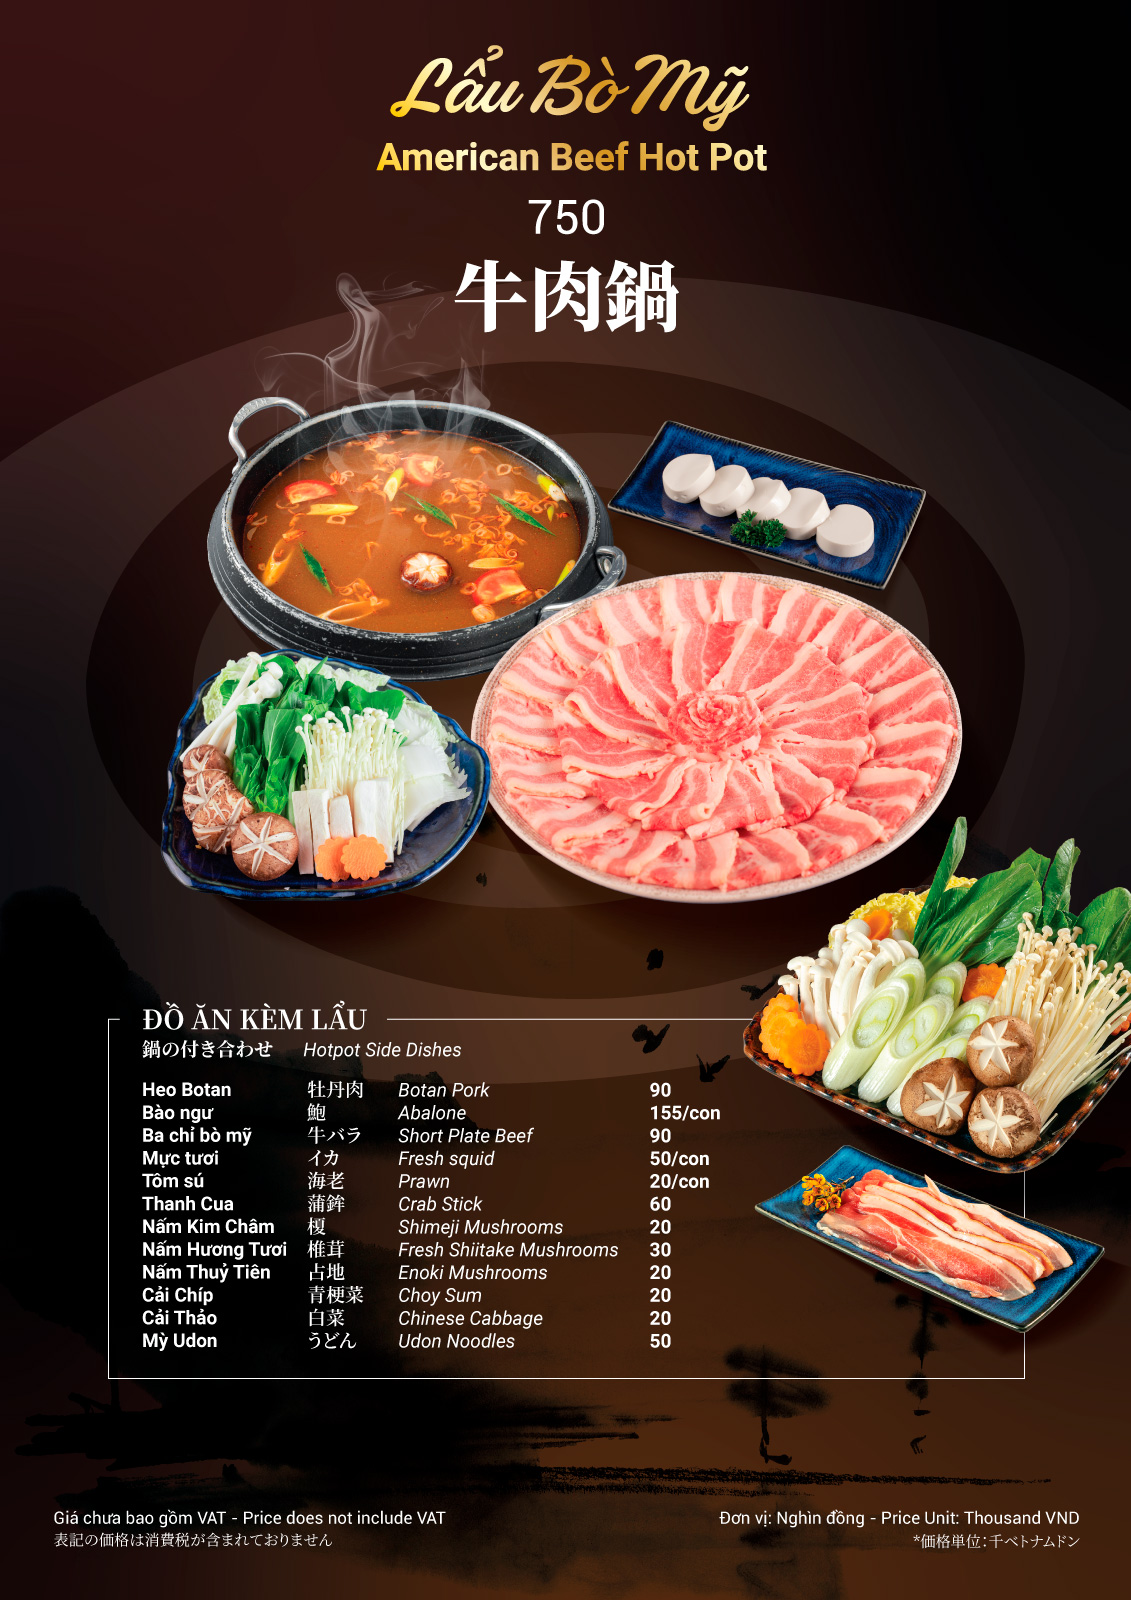 Lẩu Bò Mỹ
American Beef Hot Pot
750
牛肉鍋
ĐỒ ĂN KÈM LẨU
鍋の付き合わせ Hotpot Side Dishes
Heo Botan 牡丹肉 Botan Pork 90
Bào ngư 鮑 Abalone 155/con
Ba chỉ bò mỹ 牛バラ Short Plate Beef 90
Mực tươi イカ Fresh squid 50/con
Tôm sú 海老 Prawn 20/con
Thanh Cua 蒲鉾 Crab Stick 60
Nấm Kim Châm 榎 Shimeji Mushrooms 20
Nấm Hương Tươi 椎茸 Fresh Shiitake Mushrooms 30
Nấm Thuỷ Tiên 占地 Enoki Mushrooms 20
Cải Chíp 青梗菜 Choy Sum 20
Cải Thảo 白菜 Chinese Cabbage 20
Mỳ Udon うどん Udon Noodles 50
Giá chưa bao gồm VAT - Price does not include VAT
表記の価格は消費税が含まれておりません
Đơn vị: Nghìn đồng - Price Unit: Thousand VND
*価格単位：千ベトナムドン